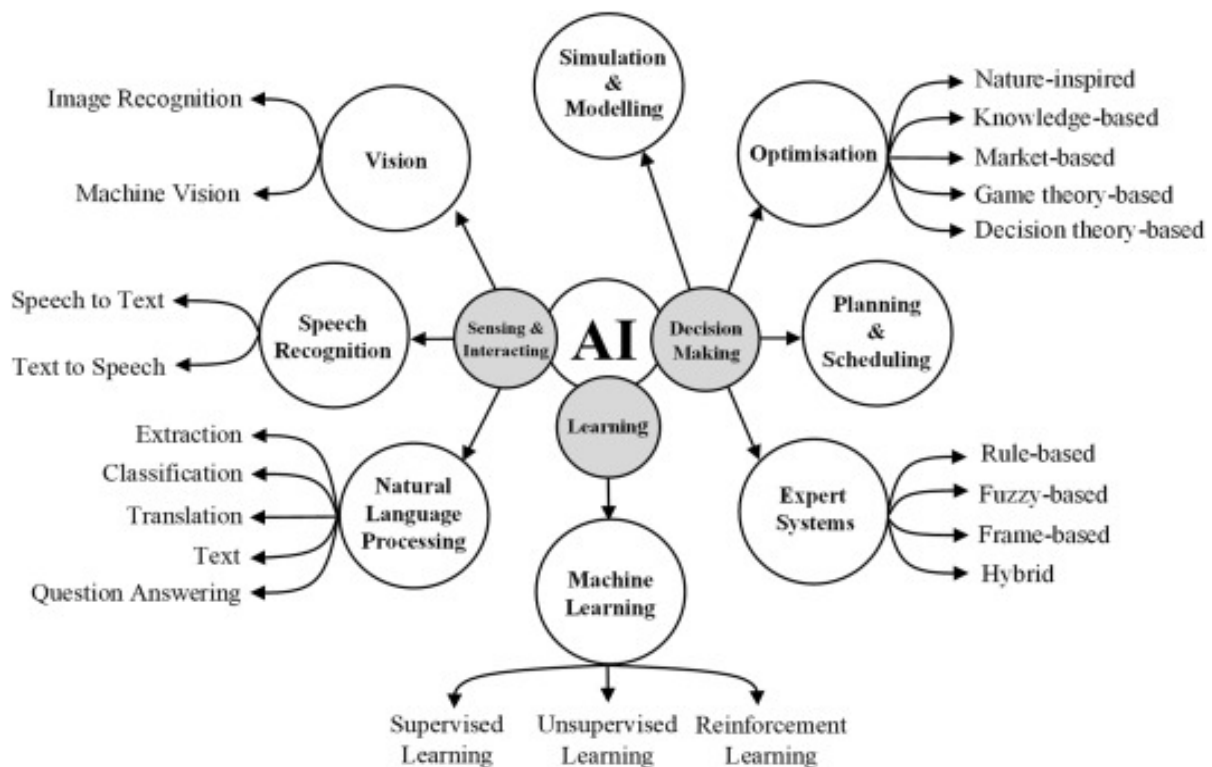 Simulation
&
Modelling
Image Recognition
Machine Vision
Vision
Optimisation
Nature-inspired
Knowledge-based
Market-based
Game theory-based
Decision theory-based
Speech to Text
Text to Speech
Speech
Recognition
Sensing &
Interacting
AI
Decision
Making
Planning
&
Scheduling
Learning
Extraction
Classification
Translation
Text
Question Answering
Natural
Language
Processing
Expert
Systems
Rule-based
Fuzzy-based
Frame-based
Hybrid
Machine
Learning
Supervised
Learning
Unsupervised
Learning
Reinforcement
Learning